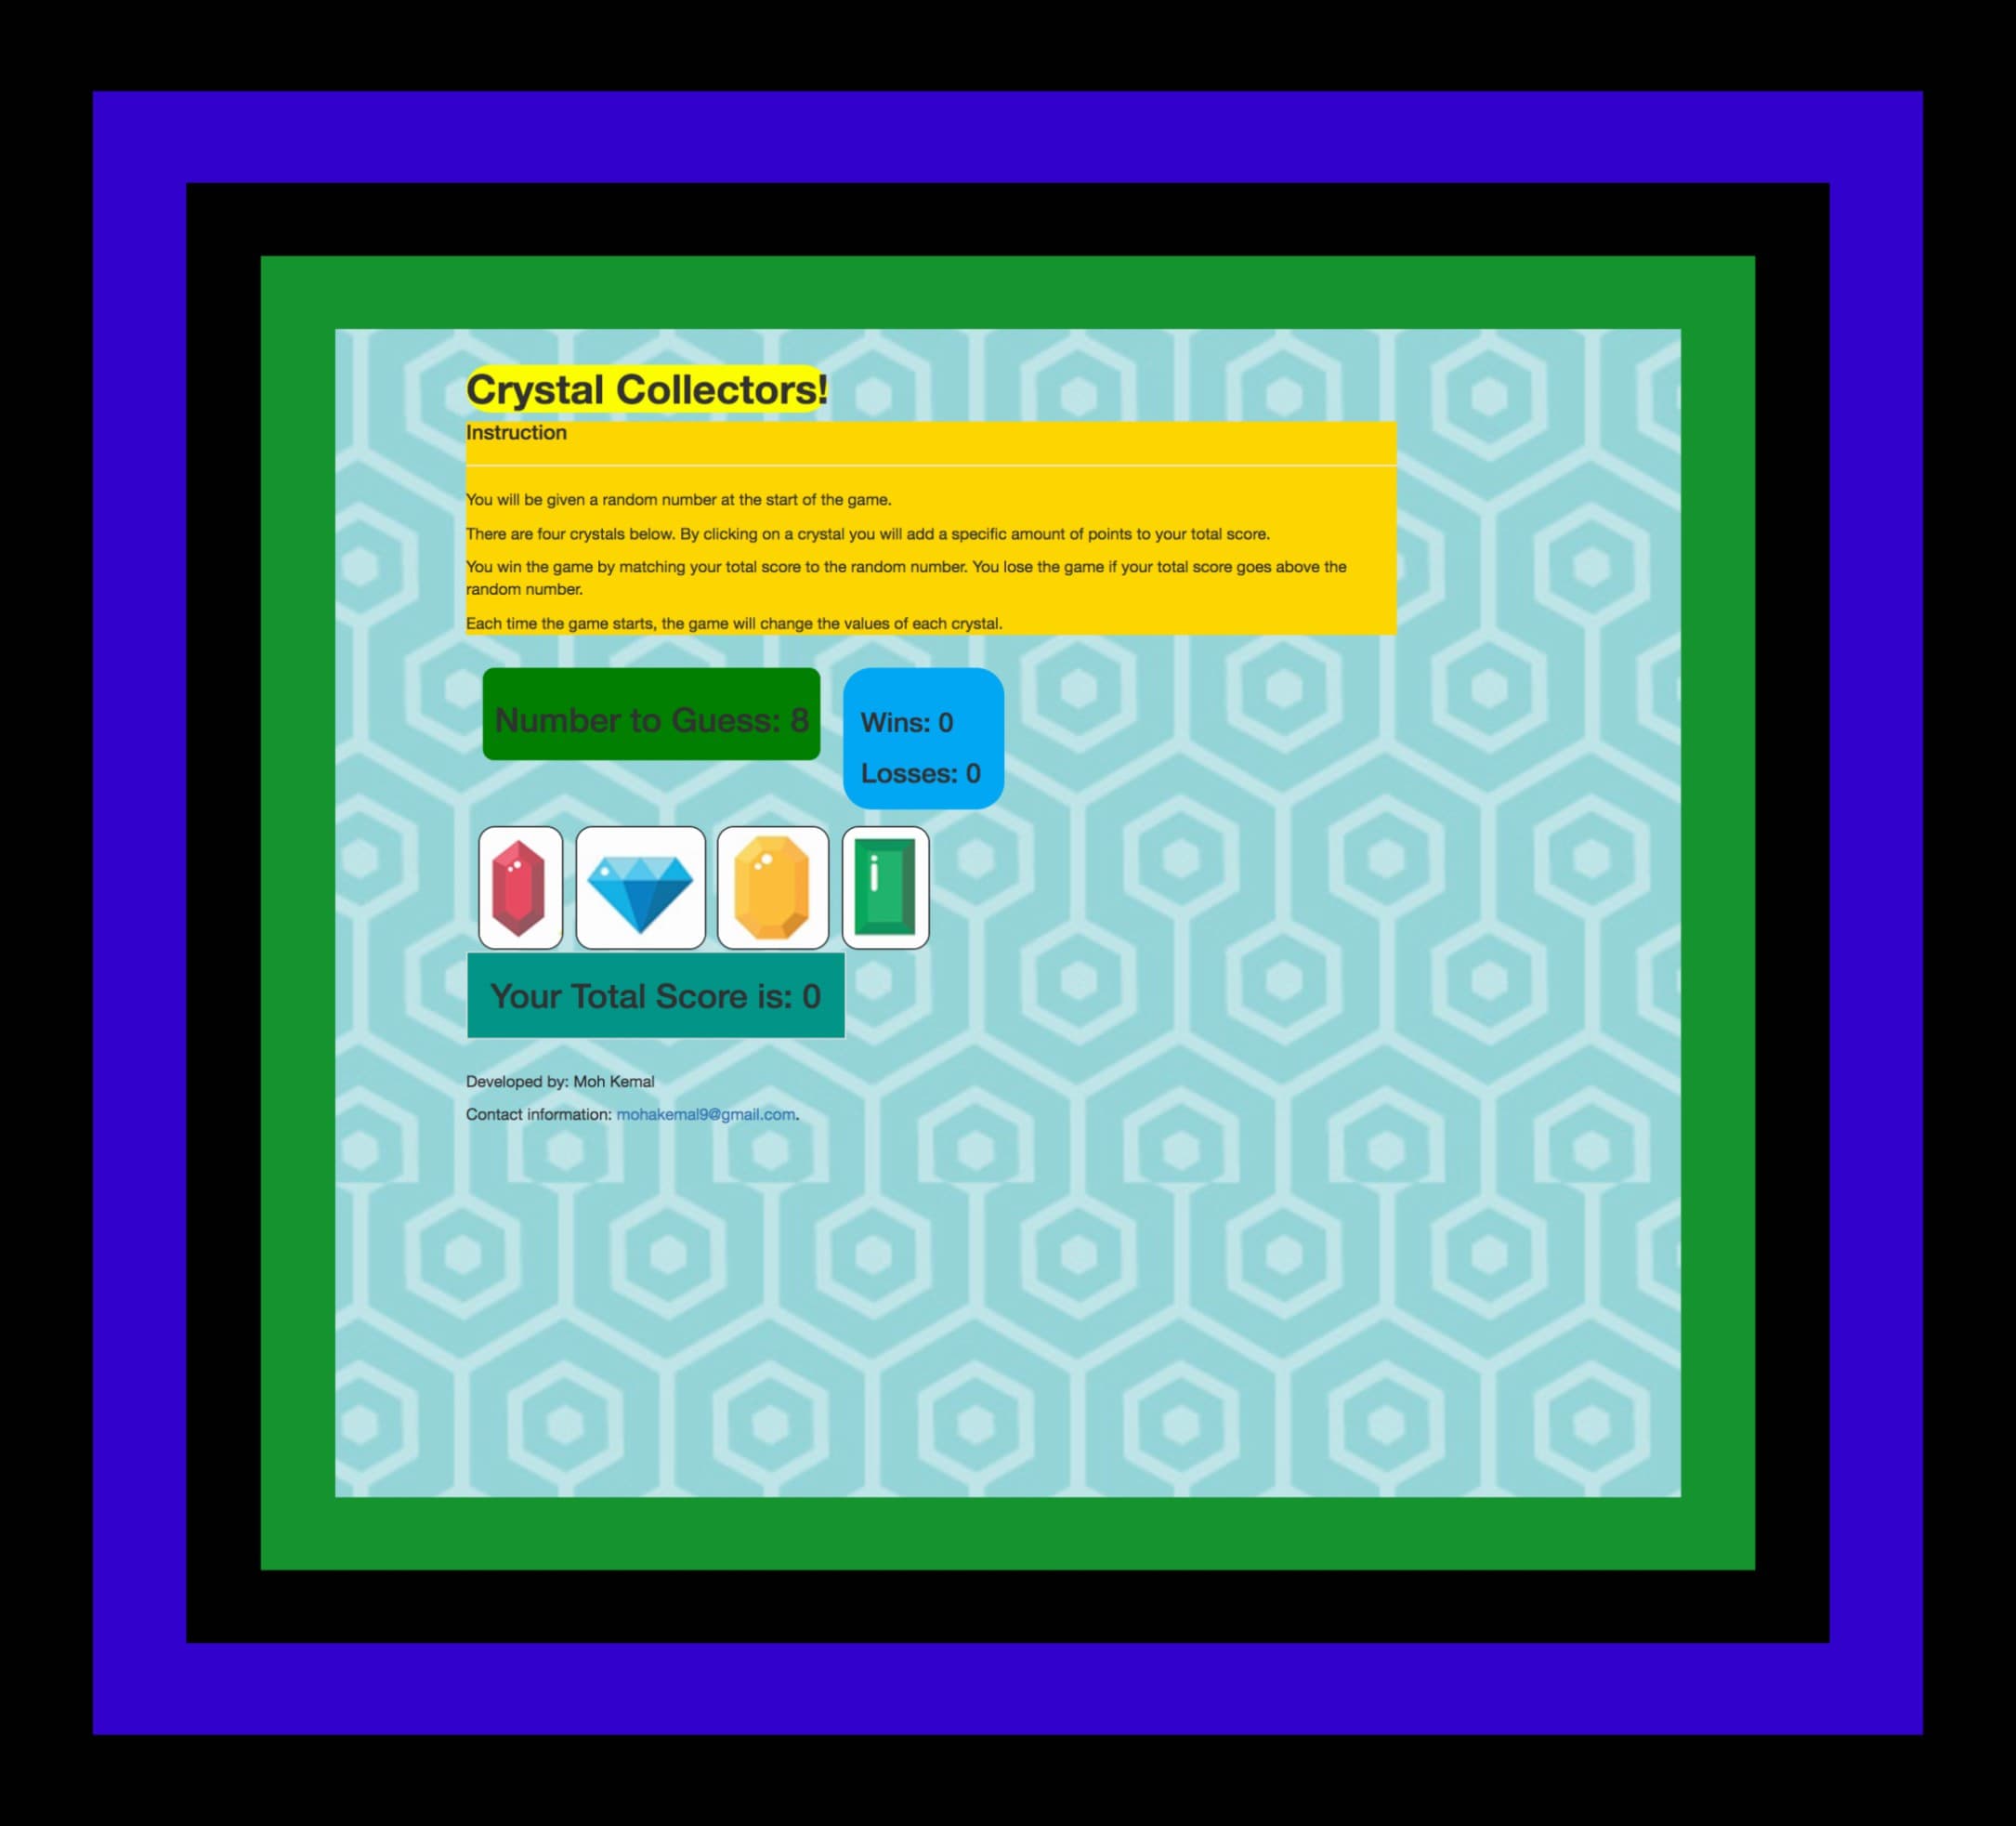 Crystal Collectors!
Instruction
You will be given a random number at the start of the game.
There are four crystals below. By clicking on a crystal you will add a specific amount of points to your total score.
You win the game by matching your total score to the random number. You lose the game if your total score goes above the
random number.
Each time the game starts, the game will change the values of each crystal.
Number to Guess: 8
Wins: 0
Losses: 0
Your Total Score is: 0
Developed by: Moh Kemal
Contact information: mohakemal9@gmail.com.